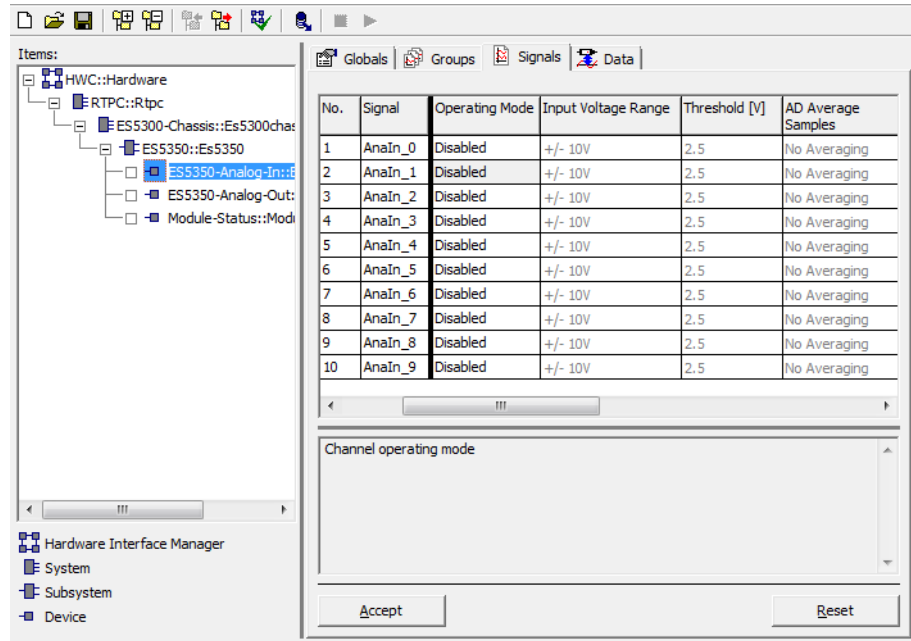 Items:
HWC::Hardware
RTPC::Rtpc
ES5300-Chassis::Es5300chas
ES5350::Es5350
ES5350-Analog-In::E
ES5350-Analog-Out:
Module-Status::Modu
Hardware Interface Manager
System
Subsystem
Device
Globals Groups Signals Data
No. Signal Operating Mode Input Voltage Range Threshold [V] AD Average
Samples
1 AnaIn_0 Disabled +/- 10V 2.5 No Averaging
2 AnaIn_1 Disabled +/- 10V 2.5 No Averaging
3 AnaIn_2 Disabled +/- 10V 2.5 No Averaging
4 AnaIn_3 Disabled +/- 10V 2.5 No Averaging
5 AnaIn_4 Disabled +/- 10V 2.5 No Averaging
6 AnaIn_5 Disabled +/- 10V 2.5 No Averaging
7 AnaIn_6 Disabled +/- 10V 2.5 No Averaging
8 AnaIn_7 Disabled +/- 10V 2.5 No Averaging
9 AnaIn_8 Disabled +/- 10V 2.5 No Averaging
10 AnaIn_9 Disabled +/- 10V 2.5 No Averaging
Channel operating mode
Accept Reset